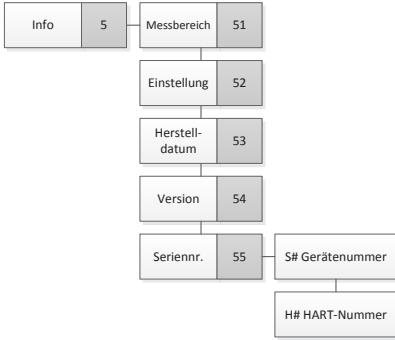 Info 5 Messbereich 51
Einstellung 52
Herstell-
datum 53
Version 54
Seriennr. 55 S# Gerätenummer
H# HART-Nummer